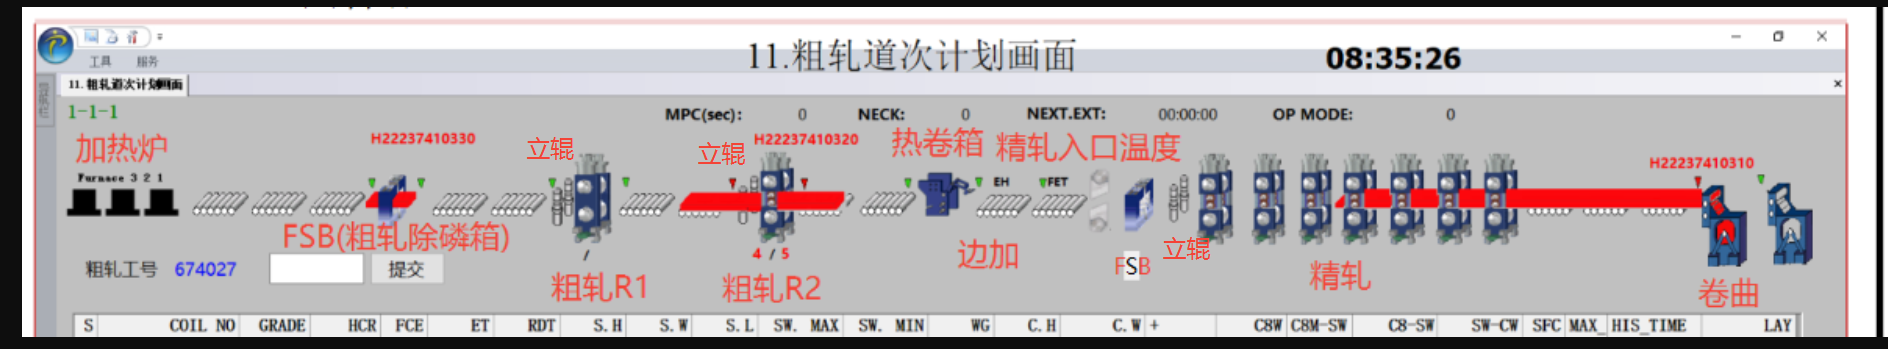 11.粗轧道次计划画面
08:35:26
工具 服务
11.粗轧道次计划画面
1-1-1
MPC(sec): 0 NECK: 0 NEXT.EXT: 00:00:00 OP MODE: 0
加热炉
H22237410330
立辊
立辊
H22237410320
热卷箱
精轧入口温度
H22237410310
Furnace 3 2 1
EH
FET
FSB(粗轧除磷箱)
边加
立辊
FSB
粗轧工号 674027
提交
/
粗轧R1
4 / 5
粗轧R2
精轧
卷曲
S COIL NO GRADE HCR FCE ET RDT S.H S.W S.L SW. MAX SW. MIN WG C.H C.W + C8W C8M-SW C8-SW SW-CW SFC MAX_ HIS_TIME LAY